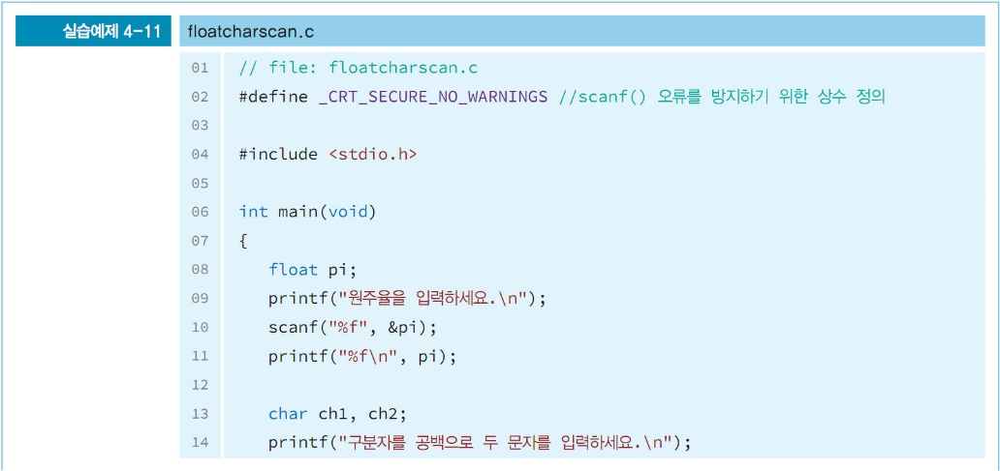 실습예제 4-11 floatcharscan.c
01 // file: floatcharscan.c
02 #define _CRT_SECURE_NO_WARNINGS //scanf() 오류를 방지하기 위한 상수 정의
03
04 #include <stdio.h>
05
06 int main(void)
07 {
08 float pi;
09 printf("원주율을 입력하세요.\n");
10 scanf("%f", &pi);
11 printf("%f\n", pi);
12
13 char ch1, ch2;
14 printf("구분자를 공백으로 두 문자를 입력하세요.\n");